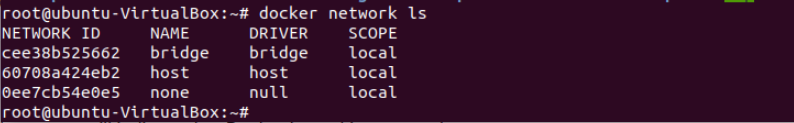 root@ubuntu-VirtualBox:~# docker network ls
NETWORK ID     NAME      DRIVER    SCOPE
cee38b525662   bridge    bridge    local
60708a424eb2   host      host      local
0ee7cb54e0e5   none      null      local
root@ubuntu-VirtualBox:~#